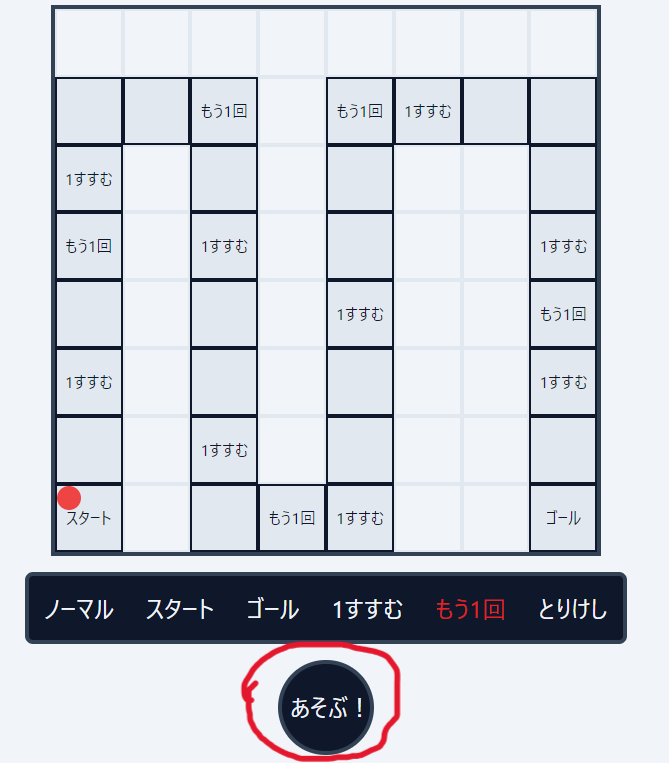 もう1回 もう1回 1すすむ
1すすむ
もう1回 1すすむ 1すすむ
1すすむ もう1回
1すすむ 1すすむ
1すすむ
スタート もう1回 1すすむ ゴール
ノーマル スタート ゴール 1すすむ もう1回 とりけし
あそぶ!